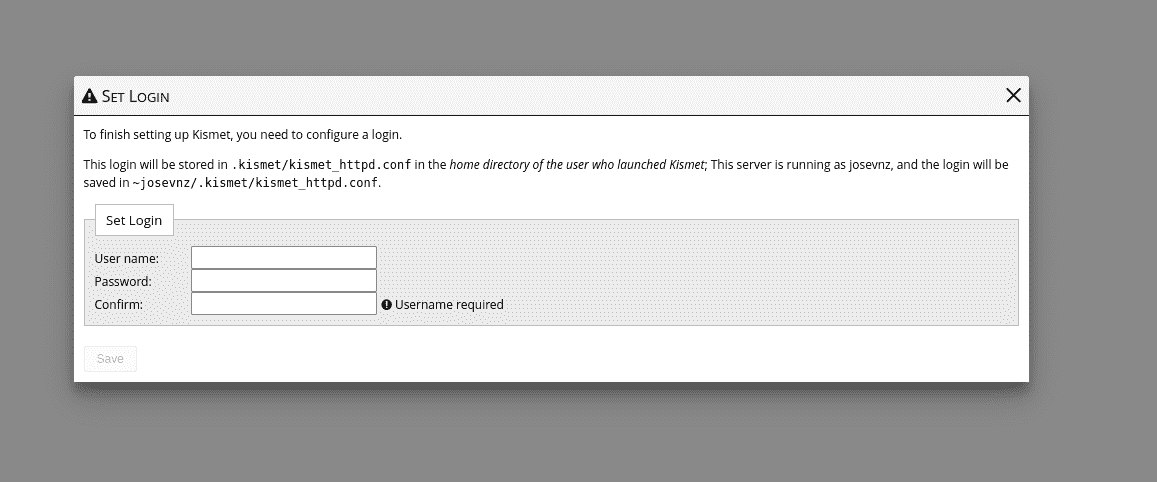 SET LOGIN
To finish setting up Kismet, you need to configure a login.
This login will be stored in .kismet/kismet_httpd.conf in the home directory of the user who launched Kismet; This server is running as josevnz, and the login will be
saved in ~josevnz/.kismet/kismet_httpd.conf.
Set Login
User name:
Password:
Confirm: Username required
Save